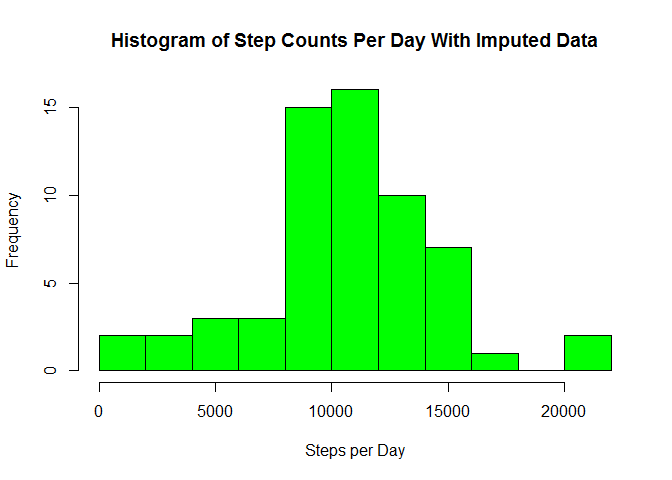 Histogram of Step Counts Per Day With Imputed Data
Frequency
15
10
5
0
0 5000 10000 15000 20000
Steps per Day